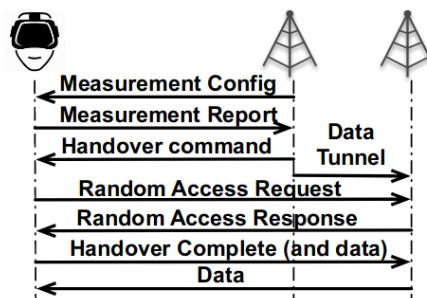 Measurement Config
Measurement Report
Handover command
Data
Tunnel
Random Access Request
Random Access Response
Handover Complete (and data)
Data